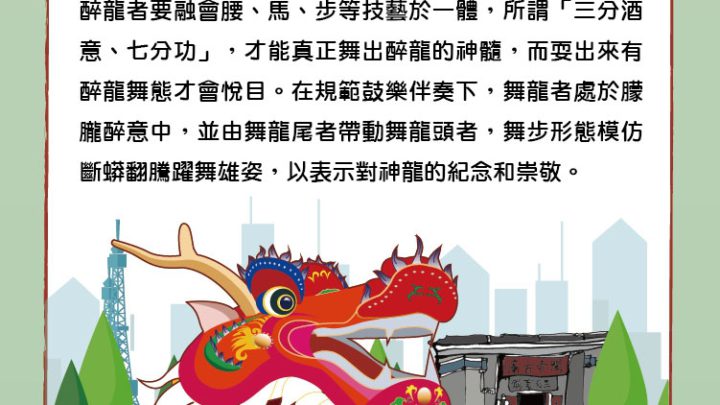 醉龍者要融會腰、馬、步等技藝於一體，所謂「三分酒
意、七分功」，才能真正舞出醉龍的神髓，而耍出來有
醉龍舞態才會悅目。在規範鼓樂伴奏下，舞龍者處於朦
朧醉意中，並由舞龍尾者帶動舞龍頭者，舞步形態模仿
斷蟒翻騰躍舞雄姿，以表示對神龍的紀念和崇敬。